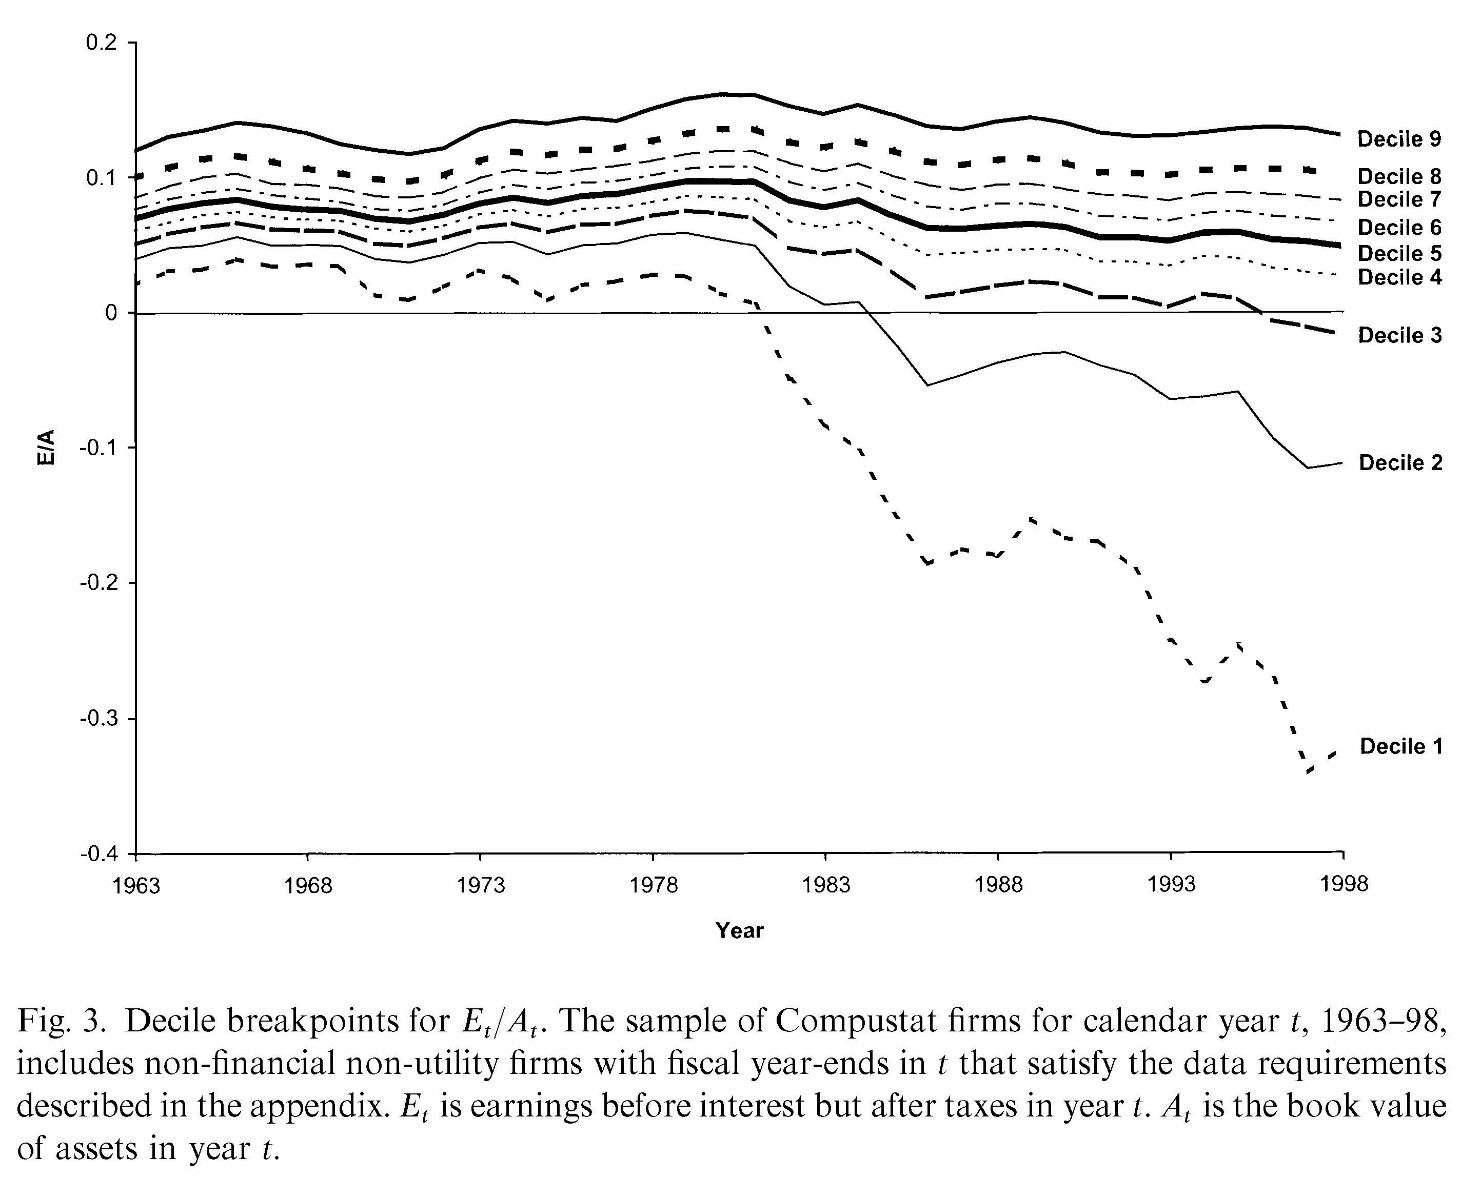 0.2
0.1
0
-0.1
-0.2
-0.3
-0.4
E/A
1963 1968 1973 1978 1983 1988 1993 1998
Year
Decile 9
Decile 8
Decile 7
Decile 6
Decile 5
Decile 4
Decile 3
Decile 2
Decile 1
Fig. 3. Decile breakpoints for Eₜ/Aₜ. The sample of Compustat firms for calendar year t, 1963–98,
includes non-financial non-utility firms with fiscal year-ends in t that satisfy the data requirements
described in the appendix. Eₜ is earnings before interest but after taxes in year t. Aₜ is the book value
of assets in year t.